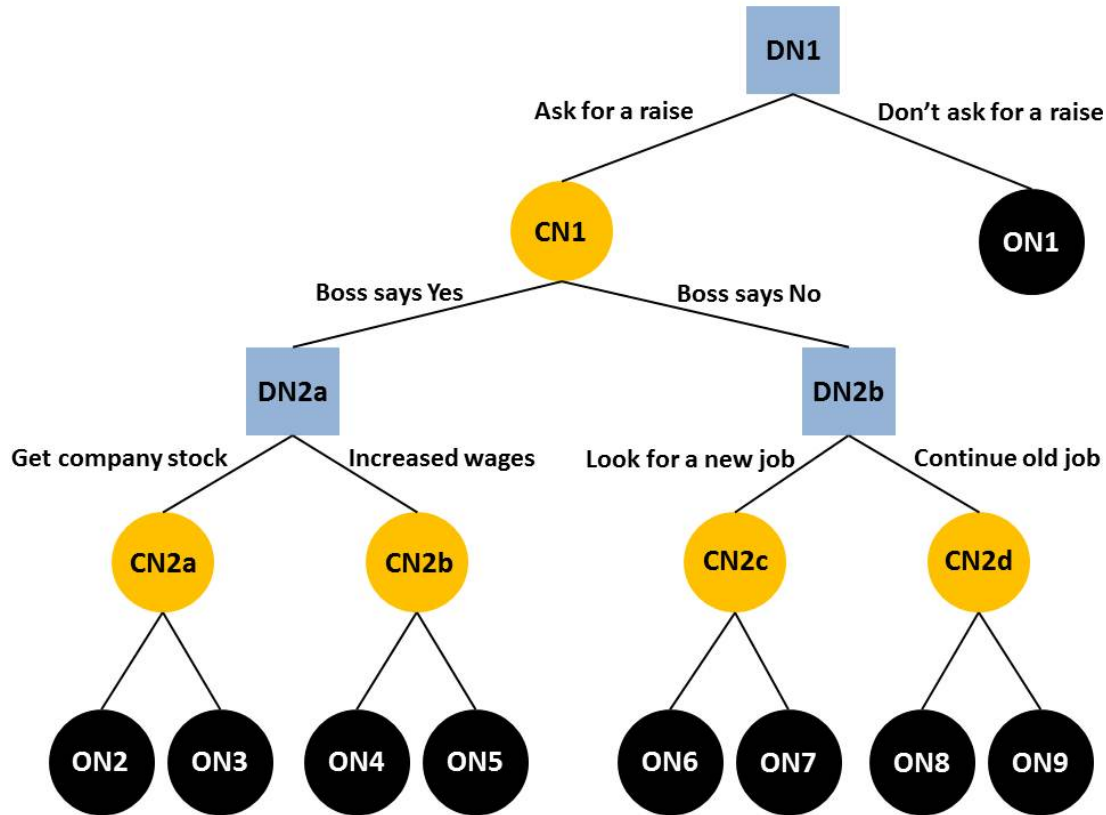 DN1
Ask for a raise
Don’t ask for a raise
CN1
ON1
Boss says Yes
Boss says No
DN2a
DN2b
Get company stock
Increased wages
Look for a new job
Continue old job
CN2a
CN2b
CN2c
CN2d
ON2
ON3
ON4
ON5
ON6
ON7
ON8
ON9